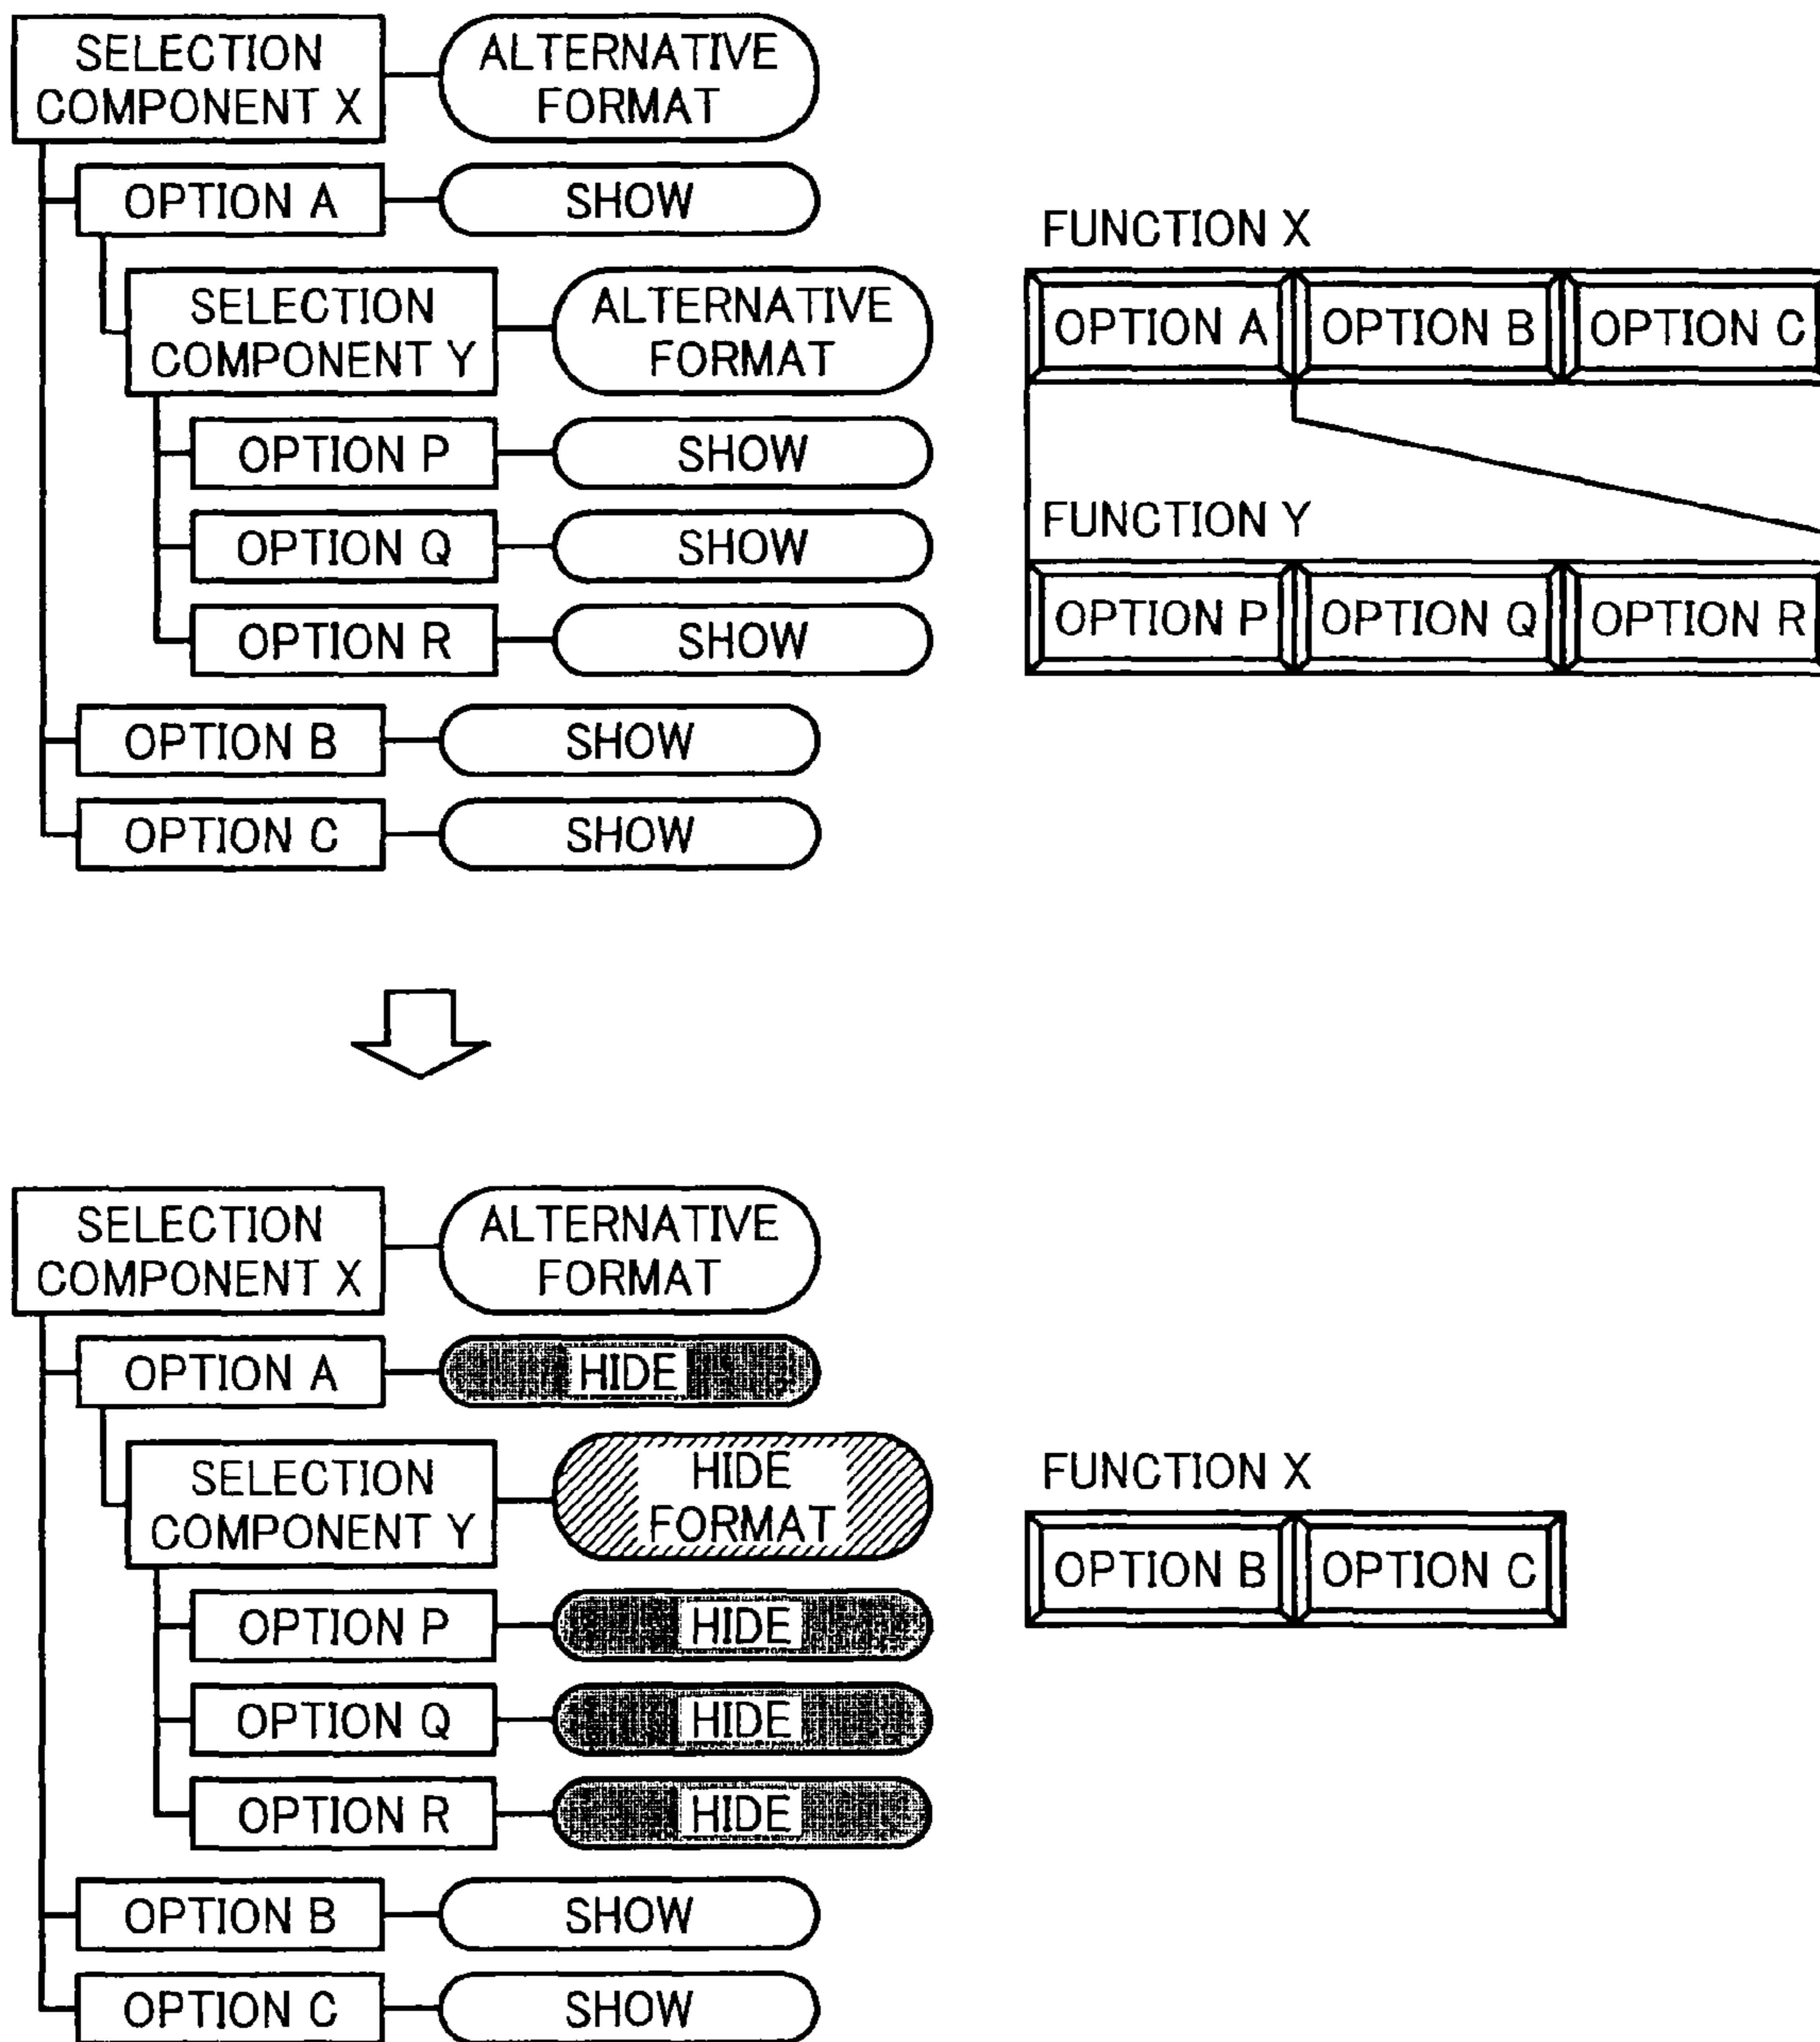 SELECTION
COMPONENT X
ALTERNATIVE
FORMAT
OPTION A
SHOW
SELECTION
COMPONENT Y
ALTERNATIVE
FORMAT
OPTION P
SHOW
OPTION Q
SHOW
OPTION R
SHOW
OPTION B
SHOW
OPTION C
SHOW
FUNCTION X
OPTION A OPTION B OPTION C
FUNCTION Y
OPTION P OPTION Q OPTION R
SELECTION
COMPONENT X
ALTERNATIVE
FORMAT
OPTION A
HIDE
SELECTION
COMPONENT Y
HIDE
FORMAT
OPTION P
HIDE
OPTION Q
HIDE
OPTION R
HIDE
OPTION B
SHOW
OPTION C
SHOW
FUNCTION X
OPTION B OPTION C